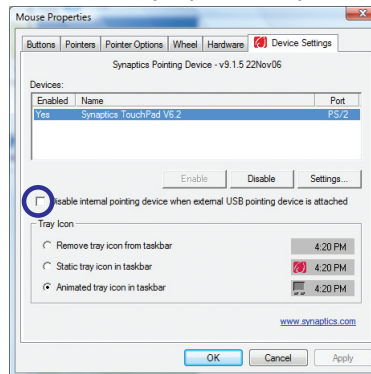 Mouse Properties
Buttons Pointers Pointer Options Wheel Hardware Device Settings
Synaptics Pointing Device - v9.1.5 22Nov06
Devices:
Enabled Name Port
Yes Synaptics TouchPad V6.2 PS/2
Enable Disable Settings...
Disable internal pointing device when external USB pointing device is attached
Tray Icon
Remove tray icon from taskbar 4:20 PM
Static tray icon in taskbar 4:20 PM
Animated tray icon in taskbar 4:20 PM
www.synaptics.com
OK Cancel Apply